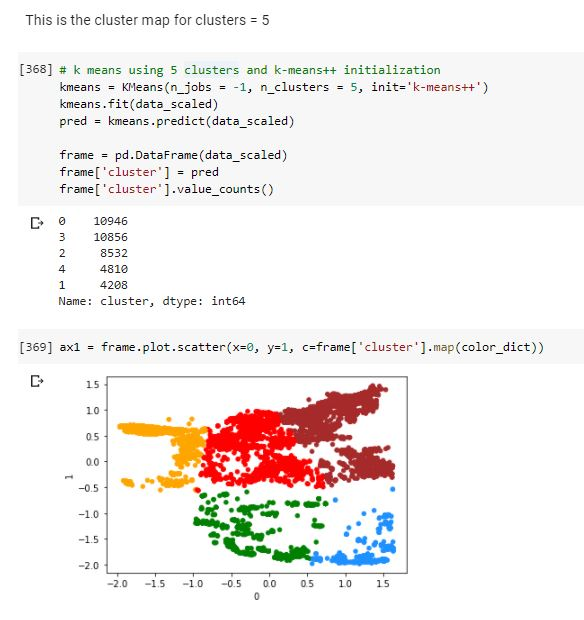 This is the cluster map for clusters = 5
[368] # k means using 5 clusters and k-means++ initialization
kmeans = KMeans(n_jobs = -1, n_clusters = 5, init='k-means++')
kmeans.fit(data_scaled)
pred = kmeans.predict(data_scaled)
frame = pd.DataFrame(data_scaled)
frame['cluster'] = pred
frame['cluster'].value_counts()
0 10946
3 10856
2 8532
4 4810
1 4208
Name: cluster, dtype: int64
[369] ax1 = frame.plot.scatter(x=0, y=1, c=frame['cluster'].map(color_dict))
1.5
1.0
0.5
0.0
−0.5
−1.0
−1.5
−2.0
1
−2.0 −1.5 −1.0 −0.5 0.0 0.5 1.0 1.5
0